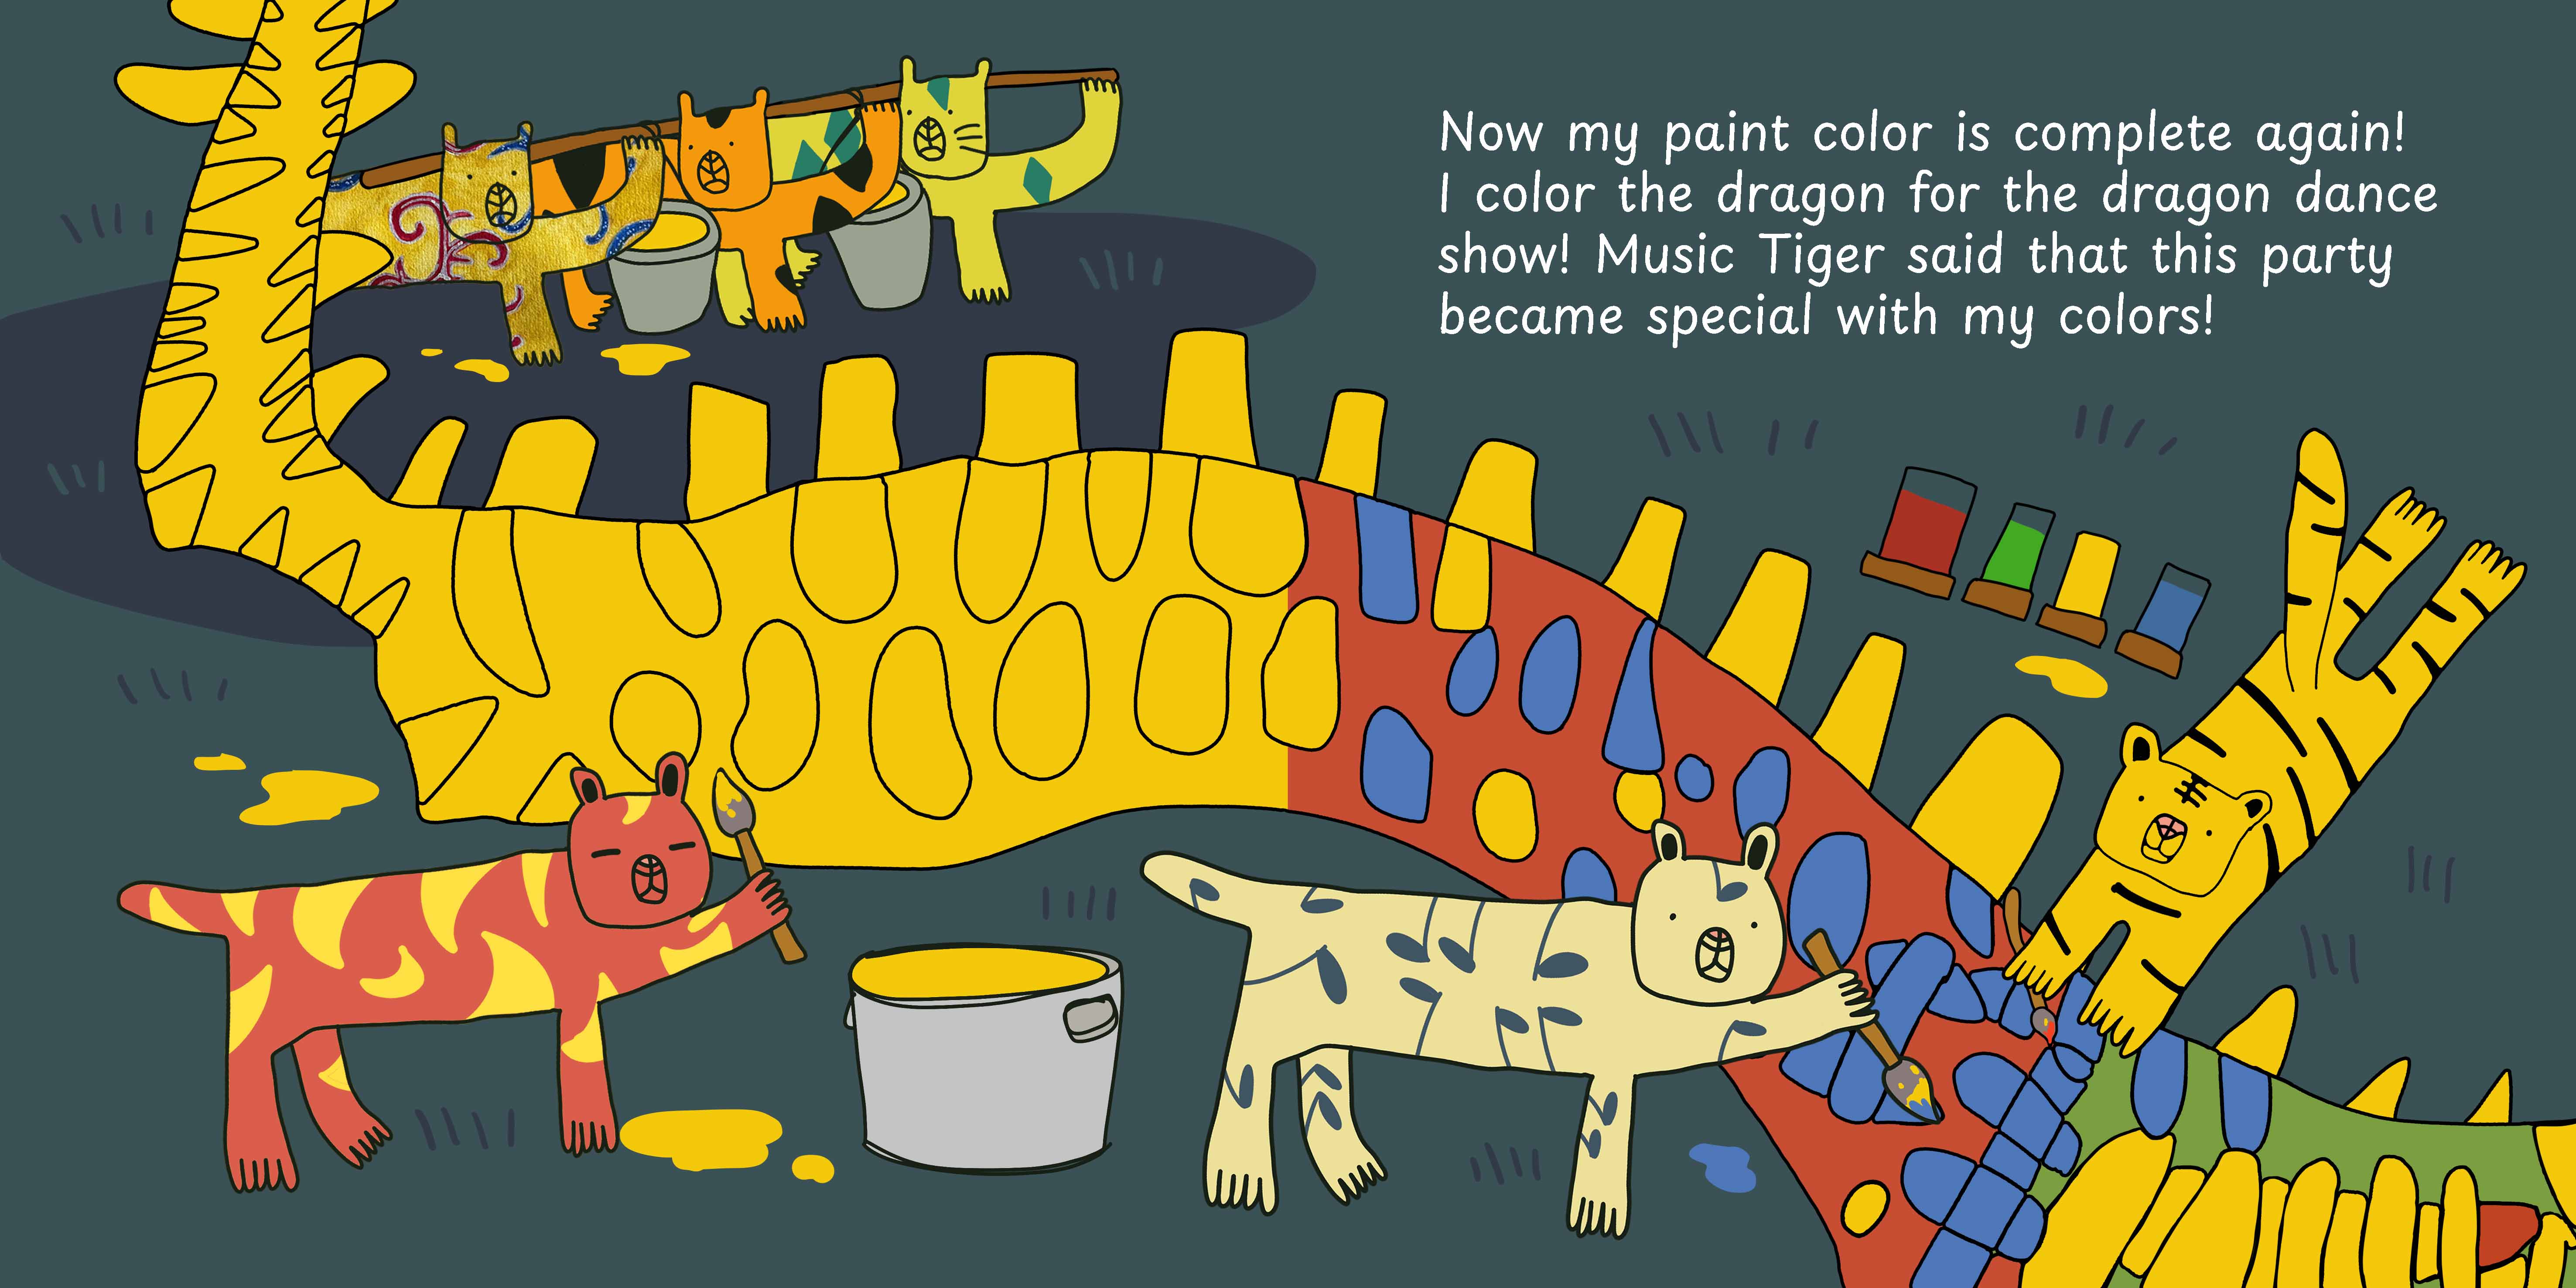 Now my paint color is complete again!
I color the dragon for the dragon dance
show! Music Tiger said that this party
became special with my colors!